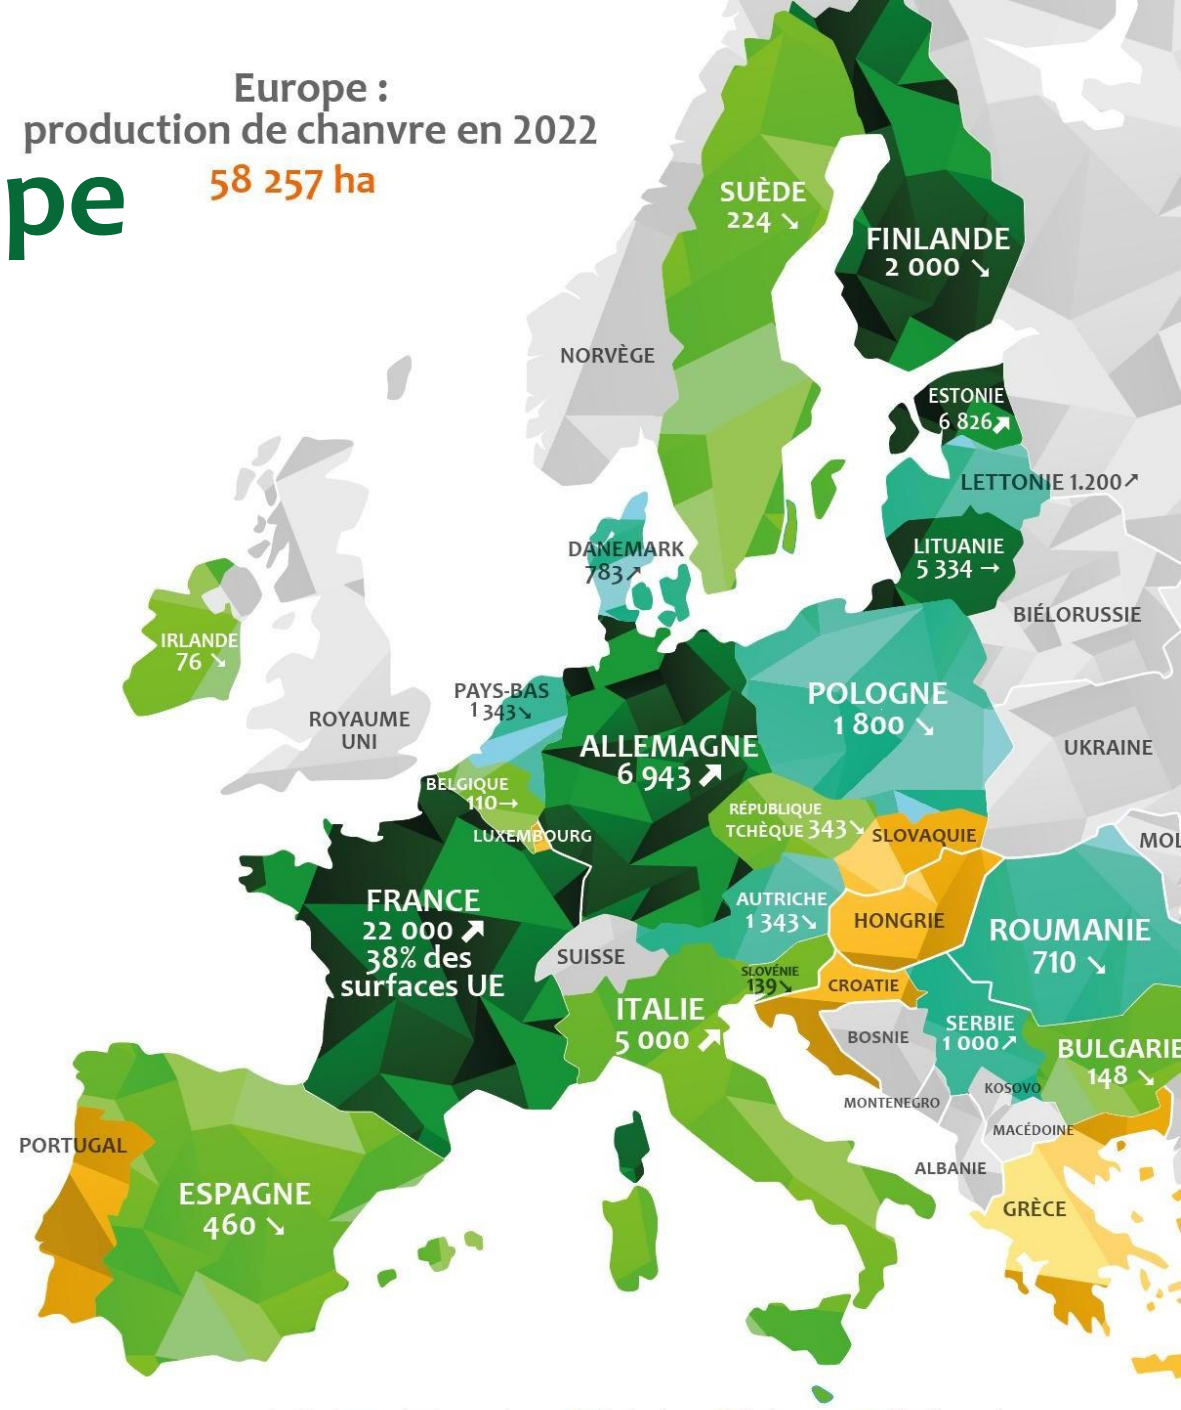 Europe :
production de chanvre en 2022
58 257 ha
pe
SUÈDE
224 ↘
FINLANDE
2 000 ↘
NORVÈGE
ESTONIE
6 826 ↗
LETTONIE 1.200 ↗
DANEMARK
783 ↗
LITUANIE
5 334 →
BIÉLORUSSIE
IRLANDE
76 ↘
PAYS-BAS
1 343 ↘
POLOGNE
1 800 ↘
ROYAUME
UNI
ALLEMAGNE
6 943 ↗
UKRAINE
BELGIQUE
110 →
RÉPUBLIQUE
TCHÈQUE 343 ↘
LUXEMBOURG
SLOVAQUIE
MOL
FRANCE
22 000 ↗
38% des
surfaces UE
AUTRICHE
1 343 ↘
HONGRIE
ROUMANIE
710 ↘
SUISSE
SLOVÉNIE
139 ↘
CROATIE
ITALIE
5 000 ↗
BOSNIE
SERBIE
1 000 ↗
BULGARIE
148 ↘
KOSOVO
MONTENEGRO
MACÉDOINE
PORTUGAL
ALBANIE
ESPAGNE
460 ↘
GRÈCE